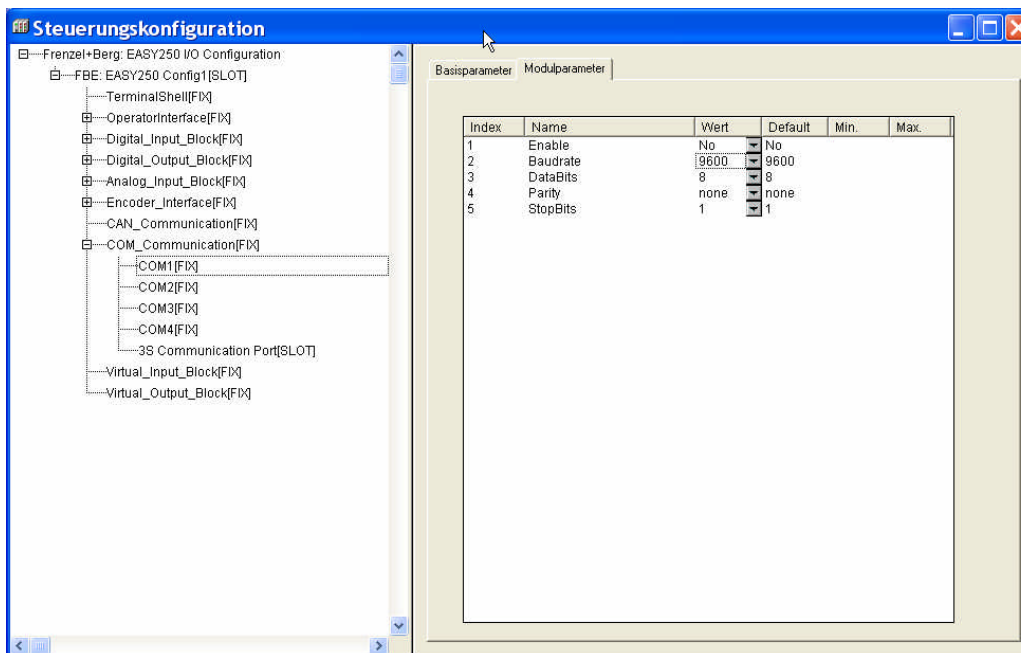 Steuerungskonfiguration
Frenzel+Berg: EASY250 I/O Configuration
FBE: EASY250 Config1[SLOT]
TerminalShell[FIX]
OperatorInterface[FIX]
Digital_Input_Block[FIX]
Digital_Output_Block[FIX]
Analog_Input_Block[FIX]
Encoder_Interface[FIX]
CAN_Communication[FIX]
COM_Communication[FIX]
COM1[FIX]
COM2[FIX]
COM3[FIX]
COM4[FIX]
3S Communication Port[SLOT]
Virtual_Input_Block[FIX]
Virtual_Output_Block[FIX]
Basisparameter Modulparameter
Index Name Wert Default Min. Max.
1 Enable No No
2 Baudrate 9600 9600
3 DataBits 8 8
4 Parity none none
5 StopBits 1 1